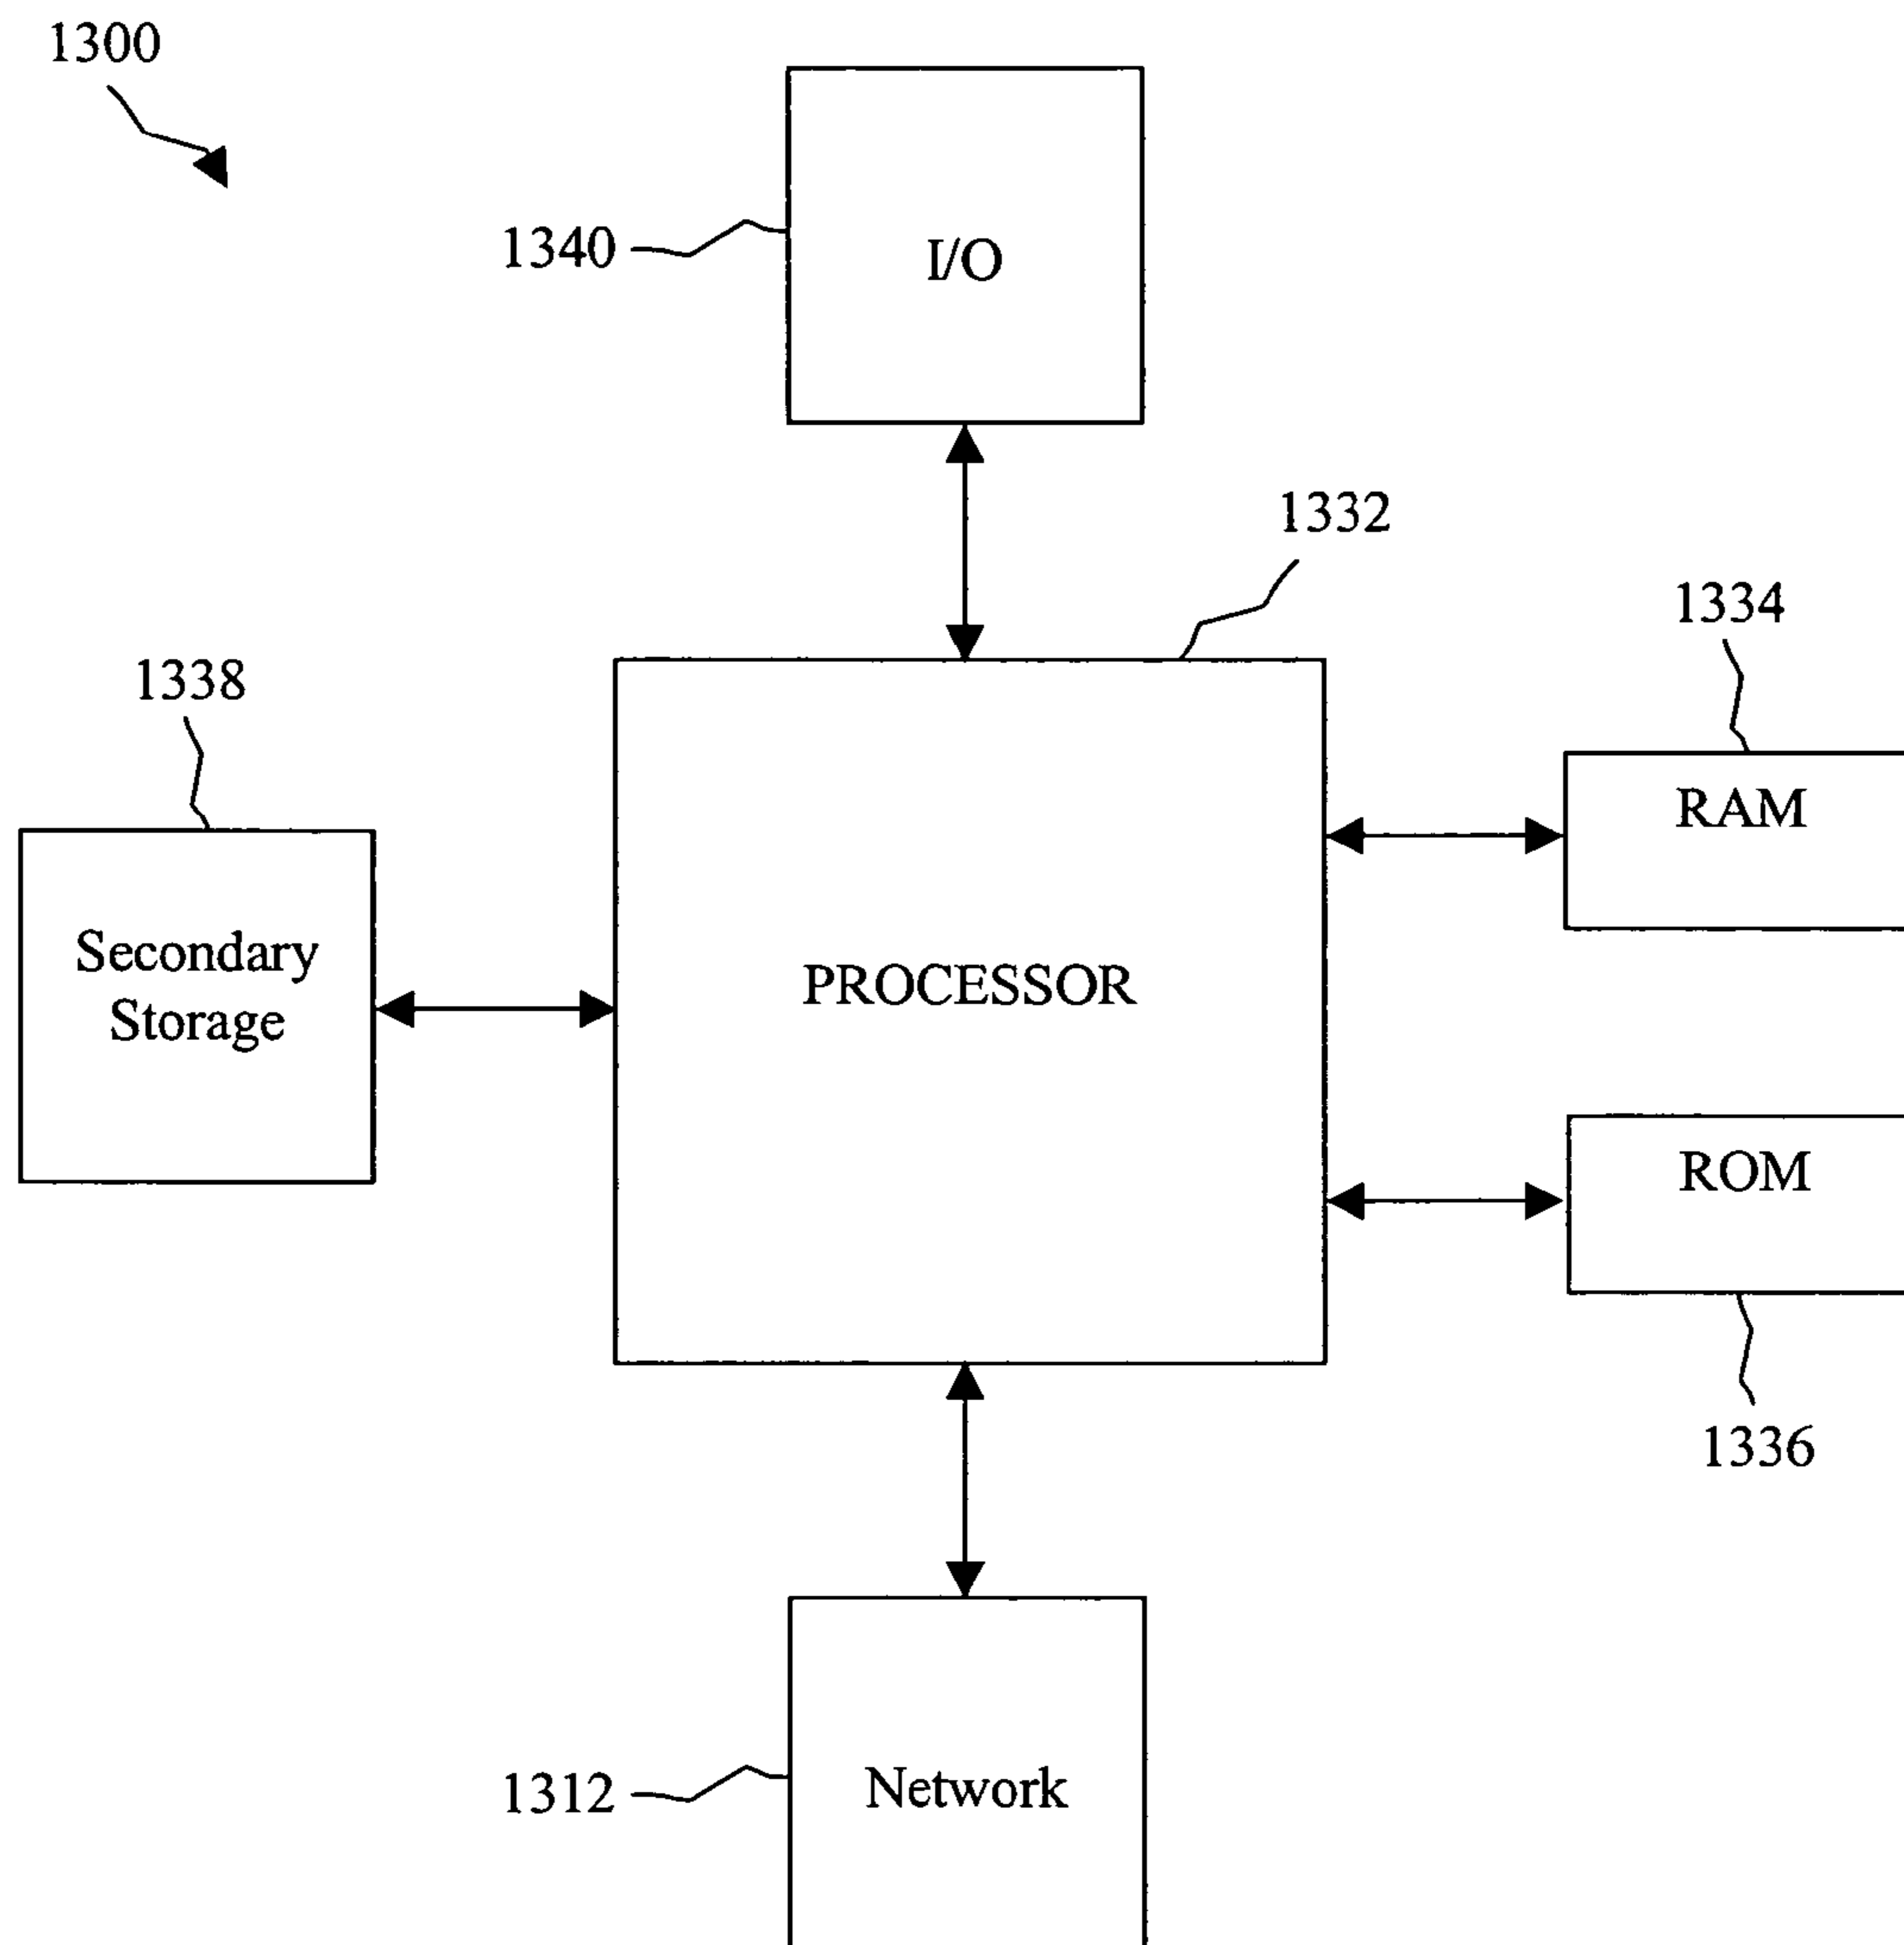 1300
1340
I/O
1332
1334
1338
RAM
Secondary
Storage
PROCESSOR
ROM
1336
1312
Network